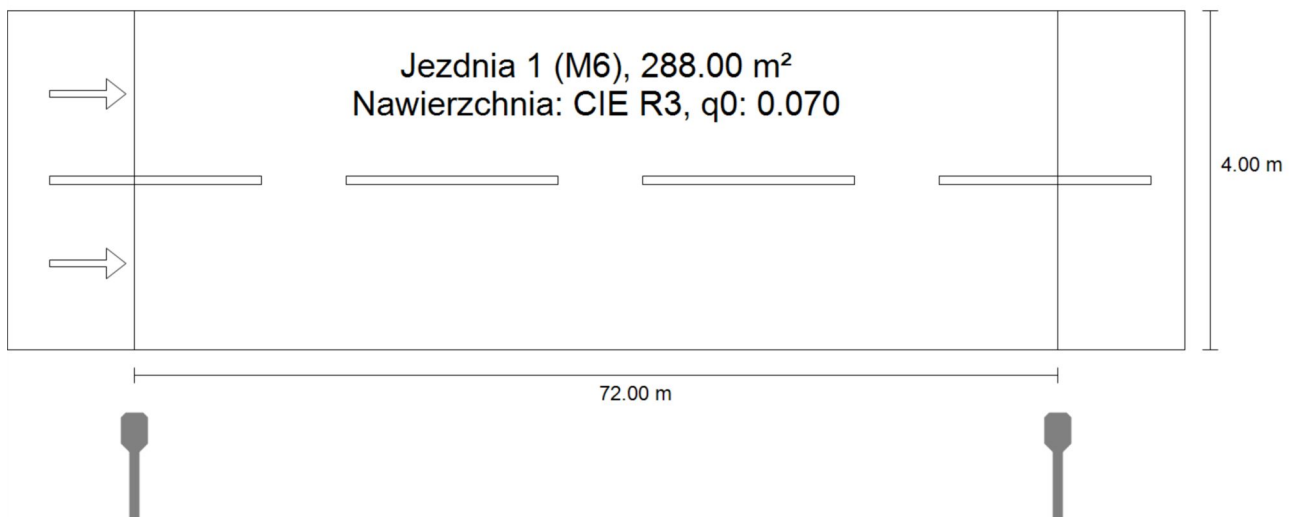 Jezdnia 1 (M6), 288.00 m²
Nawierzchnia: CIE R3, q0: 0.070
4.00 m
72.00 m